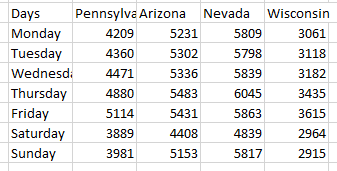 Days Pennsylva Arizona Nevada Wisconsin
Monday 4209 5231 5809 3061
Tuesday 4360 5302 5798 3118
Wednesda 4471 5336 5839 3182
Thursday 4880 5483 6045 3435
Friday 5114 5431 5863 3615
Saturday 3889 4408 4839 2964
Sunday 3981 5153 5817 2915